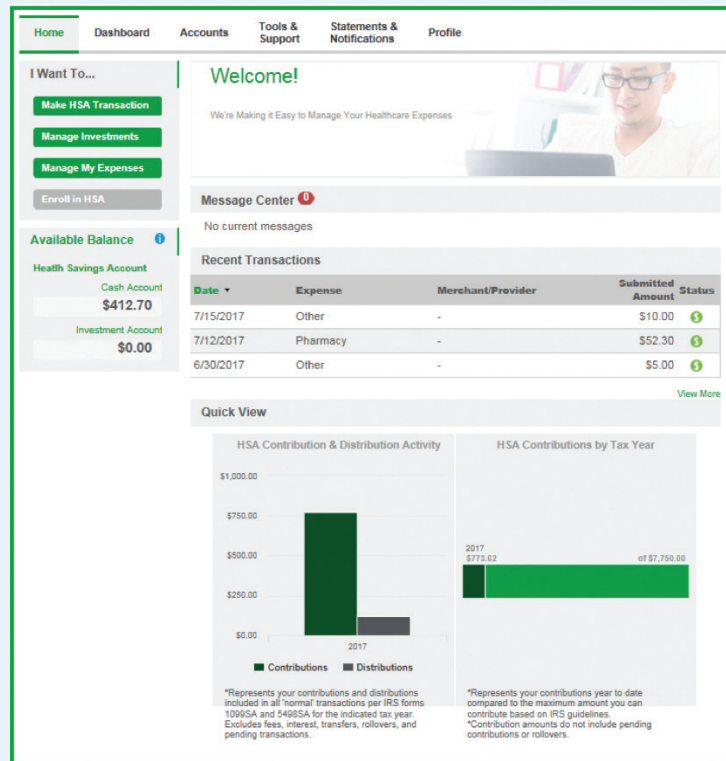 Home Dashboard Accounts Tools & Support Statements & Notifications Profile
I Want To...
Make HSA Transaction
Manage Investments
Manage My Expenses
Enroll in HSA
Available Balance i
Heatlh Savings Account
Cash Account
$412.70
Investment Account
$0.00
Welcome!
We're Making it Easy to Manage Your Healthcare Expenses
Message Center 0
No current messages
Recent Transactions
Date Expense Merchant/Provider Submitted Amount Status
7/15/2017 Other - $10.00 $
7/12/2017 Pharmacy - $52.30 $
6/30/2017 Other - $5.00 $
View More
Quick View
HSA Contribution & Distribution Activity
$1,000.00
$750.00
$500.00
$250.00
$0.00
2017
Contributions Distributions
*Represents your contributions and distributions
included in all 'normal' transactions per IRS forms
1099SA and 5498SA for the indicated tax year.
Excludes fees, interest, transfers, rollovers, and
pending transactions.
HSA Contributions by Tax Year
2017
$773.62 of $7,750.00
*Represents your contributions year to date
compared to the maximum amount you can
contribute based on IRS guidelines.
*Contribution amounts do not include pending
contributions or rollovers.